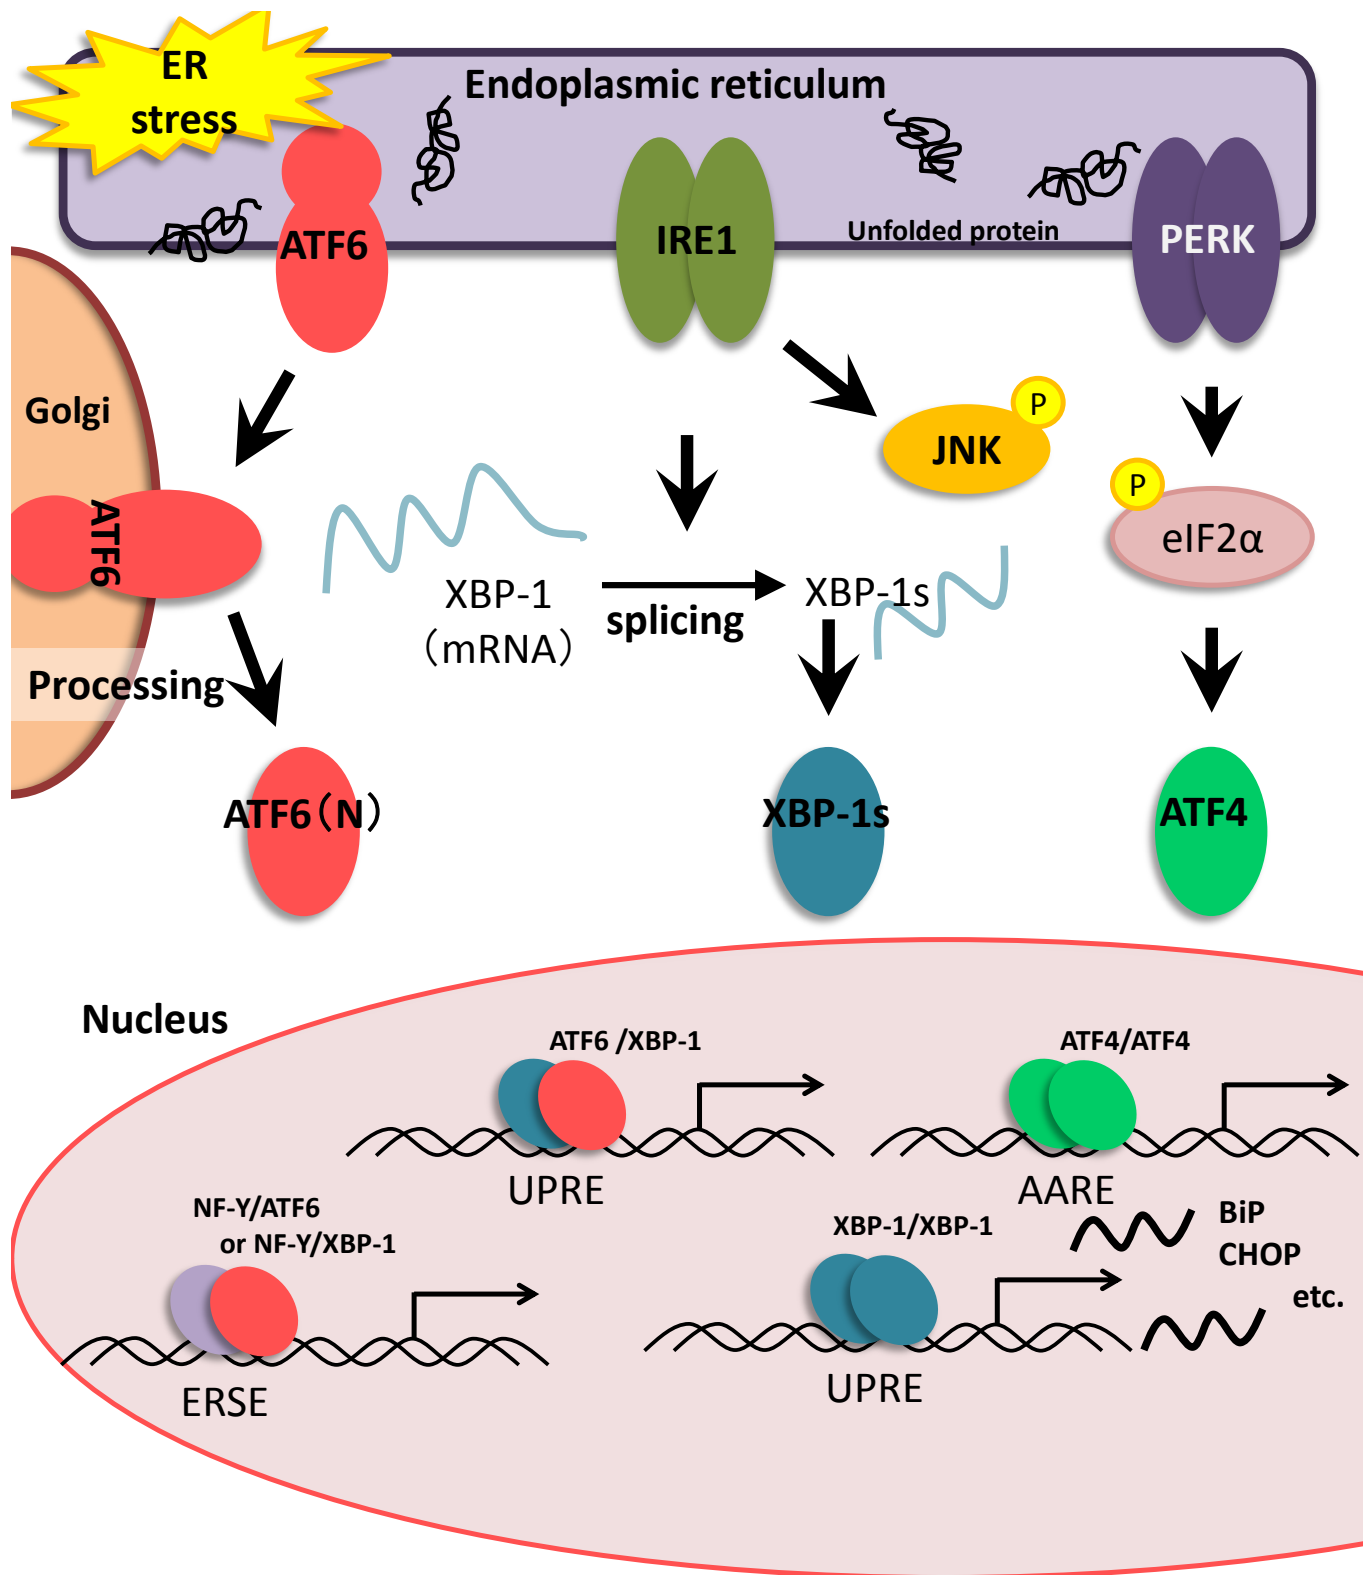 ER
stress
Endoplasmic reticulum
ATF6
IRE1
Unfolded protein
PERK
Golgi
P
JNK
P
eIF2α
ATF6
XBP-1
（mRNA）
splicing
XBP-1s
Processing
ATF6（N）
XBP-1s
ATF4
Nucleus
ATF6 /XBP-1
ATF4/ATF4
UPRE
AARE
NF-Y/ATF6
or NF-Y/XBP-1
XBP-1/XBP-1
BiP
CHOP
etc.
ERSE
UPRE